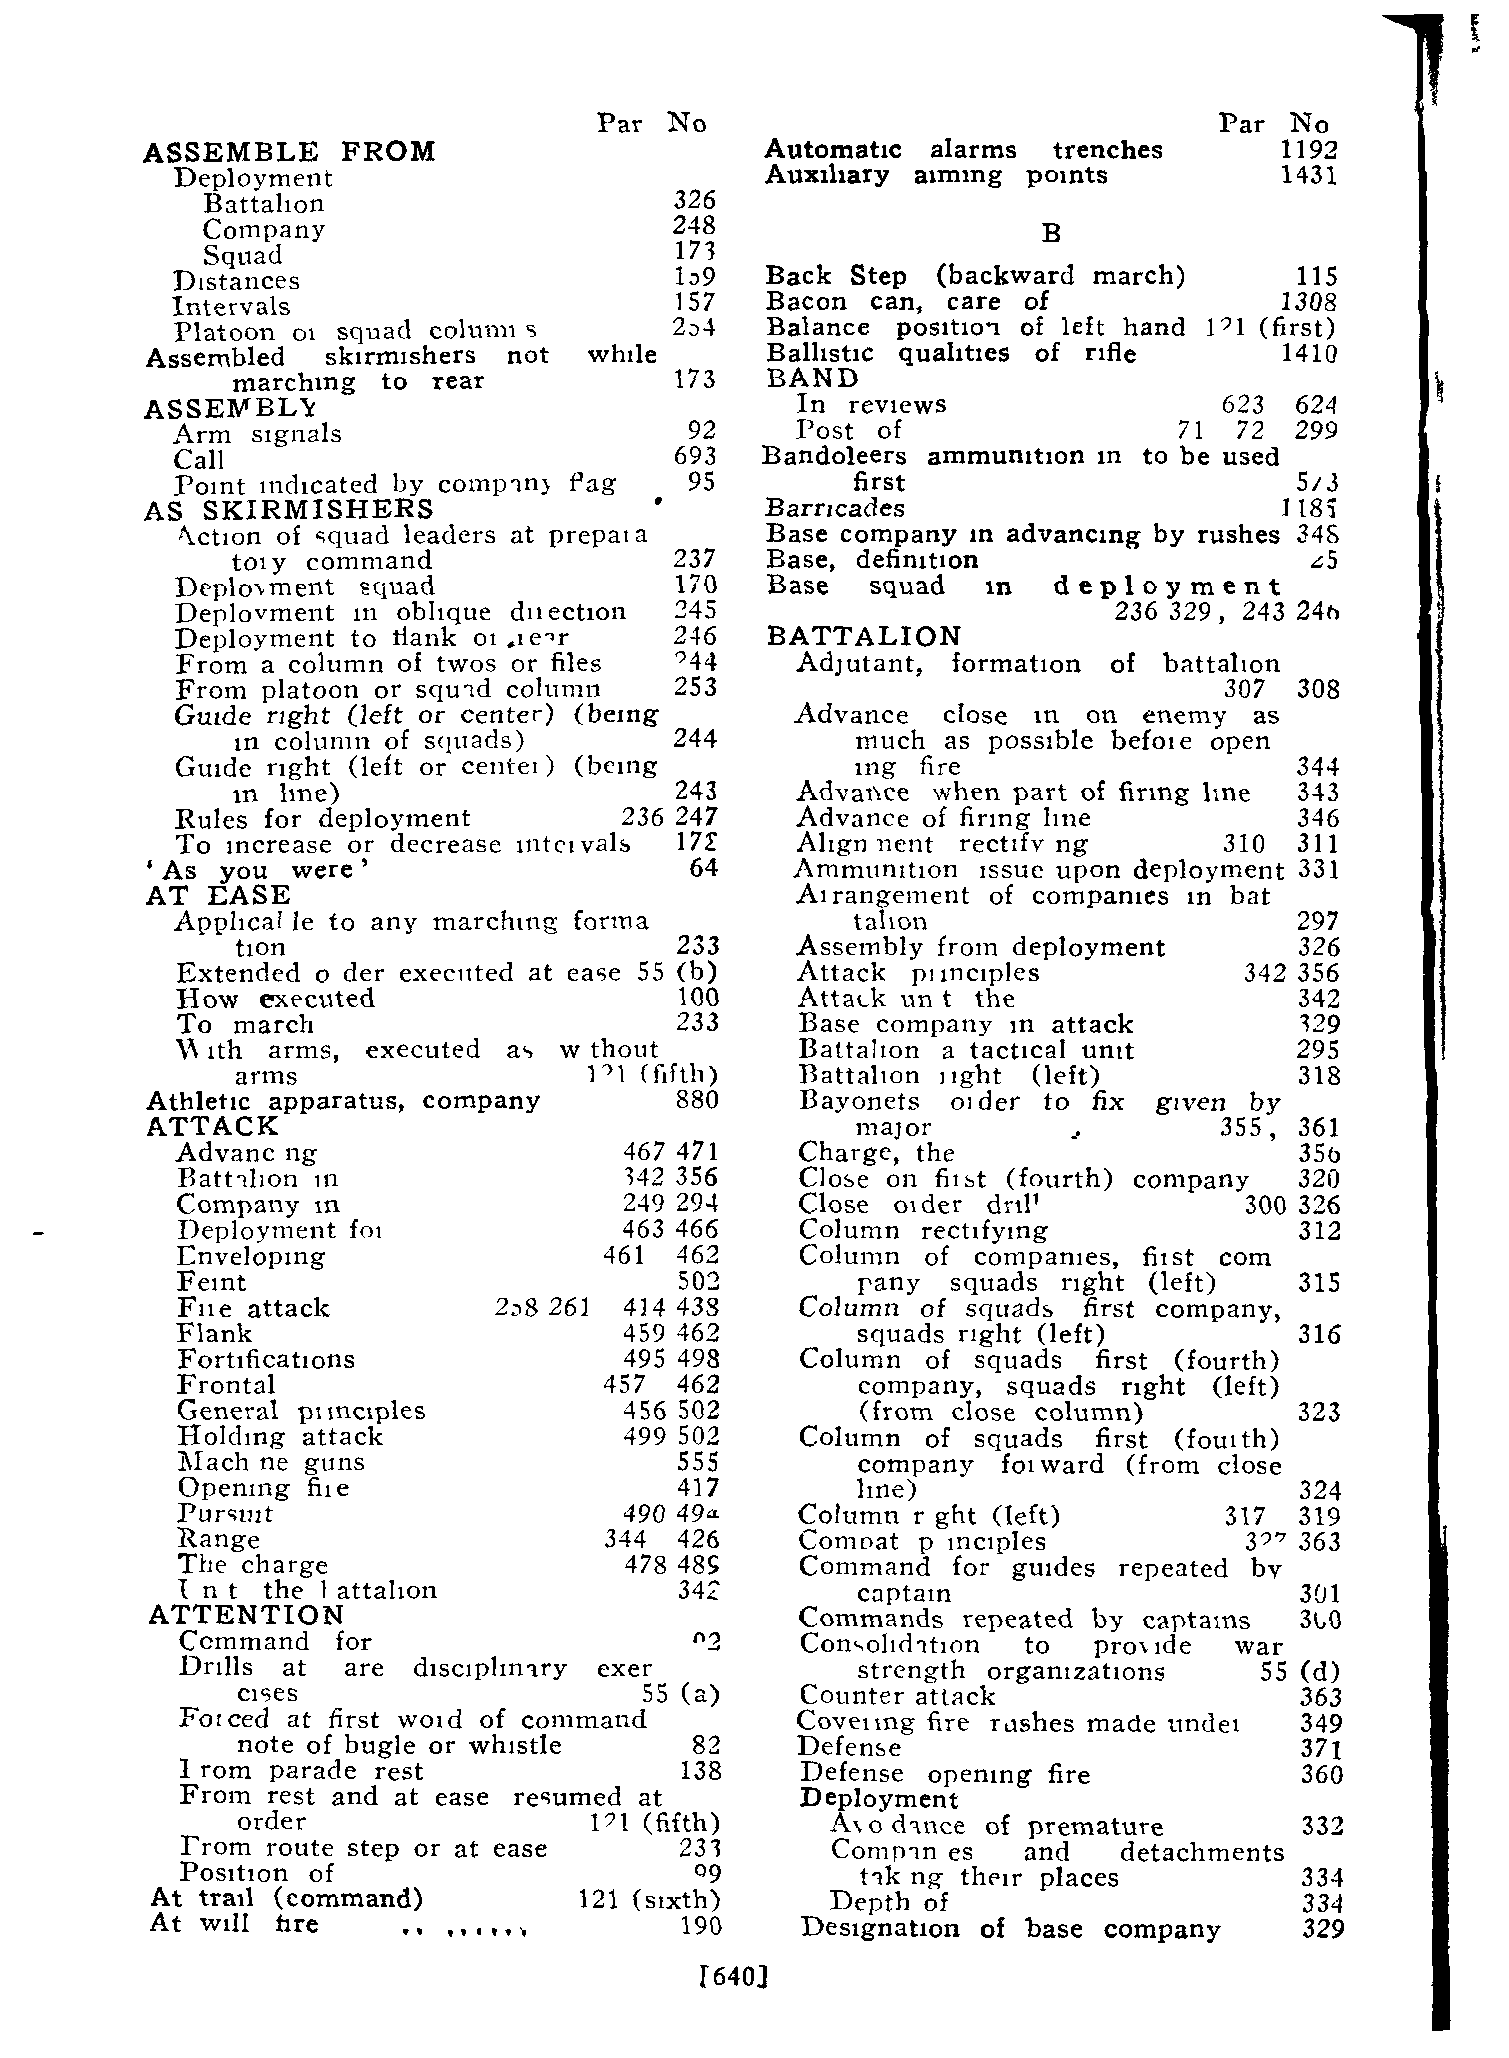 Par No
ASSEMBLE FROM
Deployment
Battalion 326
Company 248
Squad 173
Distances 159
Intervals 157
Platoon or squad columns 254
Assembled skirmishers not while
marching to rear 173
ASSEMBLY
Arm signals 92
Call 693
Point indicated by company flag 95
AS SKIRMISHERS
Action of squad leaders at prepara
tory command 237
Deployment squad 170
Deployment in oblique direction 245
Deployment to flank or rear 246
From a column of twos or files 244
From platoon or squad column 253
Guide right (left or center) (being
in column of squads) 244
Guide right (left or center) (being
in line) 243
Rules for deployment 236 247
To increase or decrease intervals 172
'As you were' 64
AT EASE
Applicable to any marching forma
tion 233
Extended order executed at ease 55 (b)
How executed 100
To march 233
With arms, executed as without
arms 121 (fifth)
Athletic apparatus, company 880
ATTACK
Advancing 467 471
Battalion in 342 356
Company in 249 294
Deployment for 463 466
Enveloping 461 462
Feint 502
Fire attack 258 261 414 438
Flank 459 462
Fortifications 495 498
Frontal 457 462
General principles 456 502
Holding attack 499 502
Machine guns 555
Opening fire 417
Pursuit 490 494
Range 344 426
The charge 478 489
Unit the battalion 342
ATTENTION
Command for
Drills at are disciplinary exer
cises 55 (a)
Forced at first word of command
note of bugle or whistle 82
From parade rest 138
From rest and at ease resumed at
order 121 (fifth)
From route step or at ease 233
Position of 99
At trail (command) 121 (sixth)
At will fire 190
Par No
Automatic alarms trenches 1192
Auxiliary aiming points 1431
B
Back Step (backward march) 115
Bacon can, care of 1308
Balance position of left hand 121 (first)
Ballistic qualities of rifle 1410
BAND
In reviews 623 624
Post of 71 72 299
Bandoleers ammunition in to be used
first 573
Barricades 1185
Base company in advancing by rushes 348
Base, definition 25
Base squad in deployment
236 329, 243 246
BATTALION
Adjutant, formation of battalion
307 308
Advance close in on enemy as
much as possible before open
ing fire 344
Advance when part of firing line 343
Advance of firing line 346
Alignment rectifying 310 311
Ammunition issue upon deployment 331
Arrangement of companies in bat
talion 297
Assembly from deployment 326
Attack principles 342 356
Attack unit the 342
Base company in attack 329
Battalion a tactical unit 295
Battalion right (left) 318
Bayonets order to fix given by
major 355, 361
Charge, the 356
Close on first (fourth) company 320
Close order drill 300 326
Column rectifying 312
Column of companies, first com
pany squads right (left) 315
Column of squads first company,
squads right (left) 316
Column of squads first (fourth)
company, squads right (left)
(from close column) 323
Column of squads first (fourth)
company forward (from close
line) 324
Column right (left) 317 319
Combat principles 327 363
Command for guides repeated by
captain 301
Commands repeated by captains 300
Consolidation to provide war
strength organizations 55 (d)
Counter attack 363
Covering fire rushes made under 349
Defense 371
Defense opening fire 360
Deployment
Avoidance of premature 332
Companies and detachments
taking their places 334
Depth of 334
Designation of base company 329
[640]